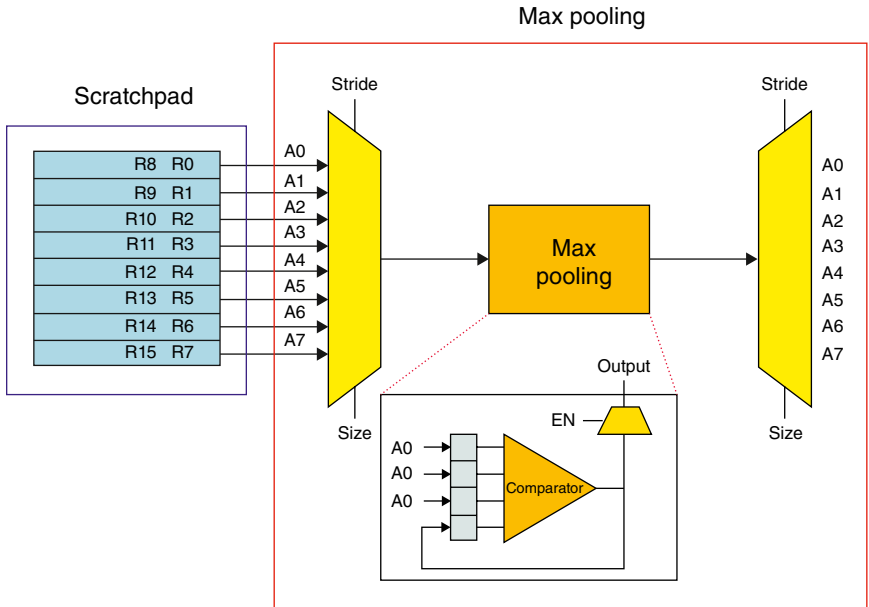 Max pooling
Scratchpad
Stride
Stride
R8 R0
A0
A0
R9 R1
A1
A1
R10 R2
A2
A2
R11 R3
A3
A3
R12 R4
A4
A4
R13 R5
A5
A5
R14 R6
A6
A6
R15 R7
A7
A7
Max
pooling
Size
Size
Output
EN
A0
A0
A0
Comparator